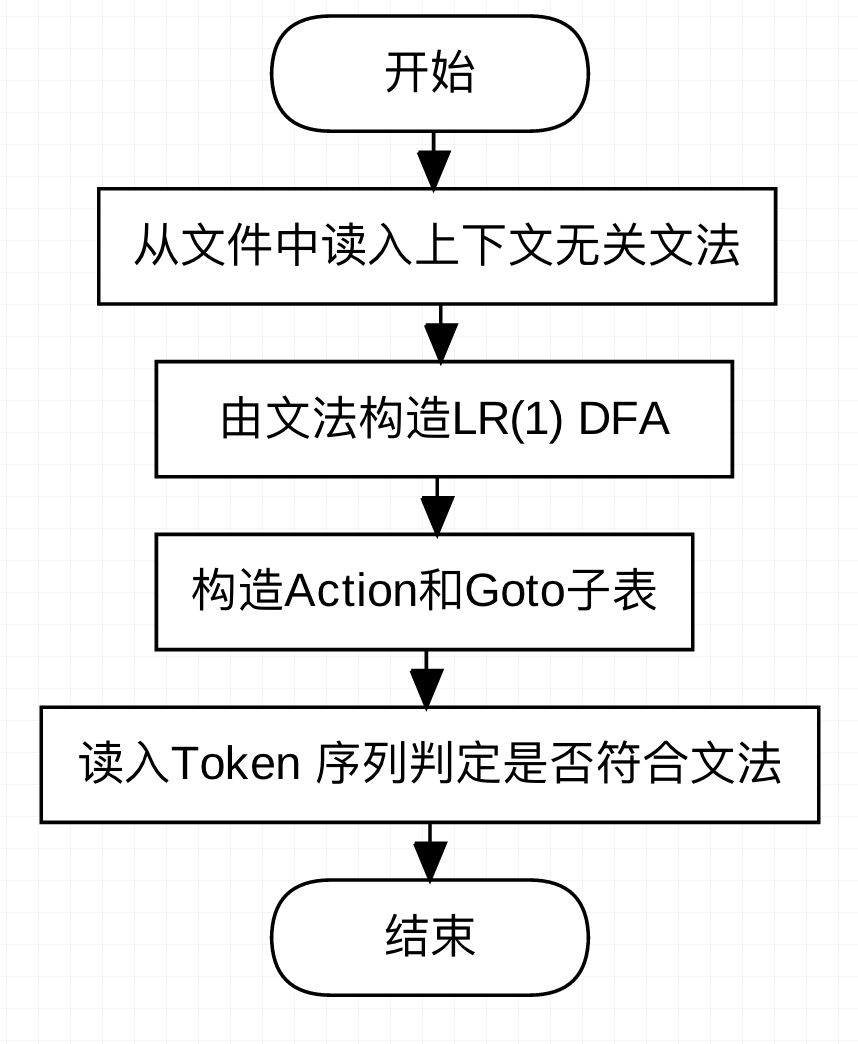 开始
从文件中读入上下文无关文法
由文法构造LR(1) DFA
构造Action和Goto子表
读入Token 序列判定是否符合文法
结束